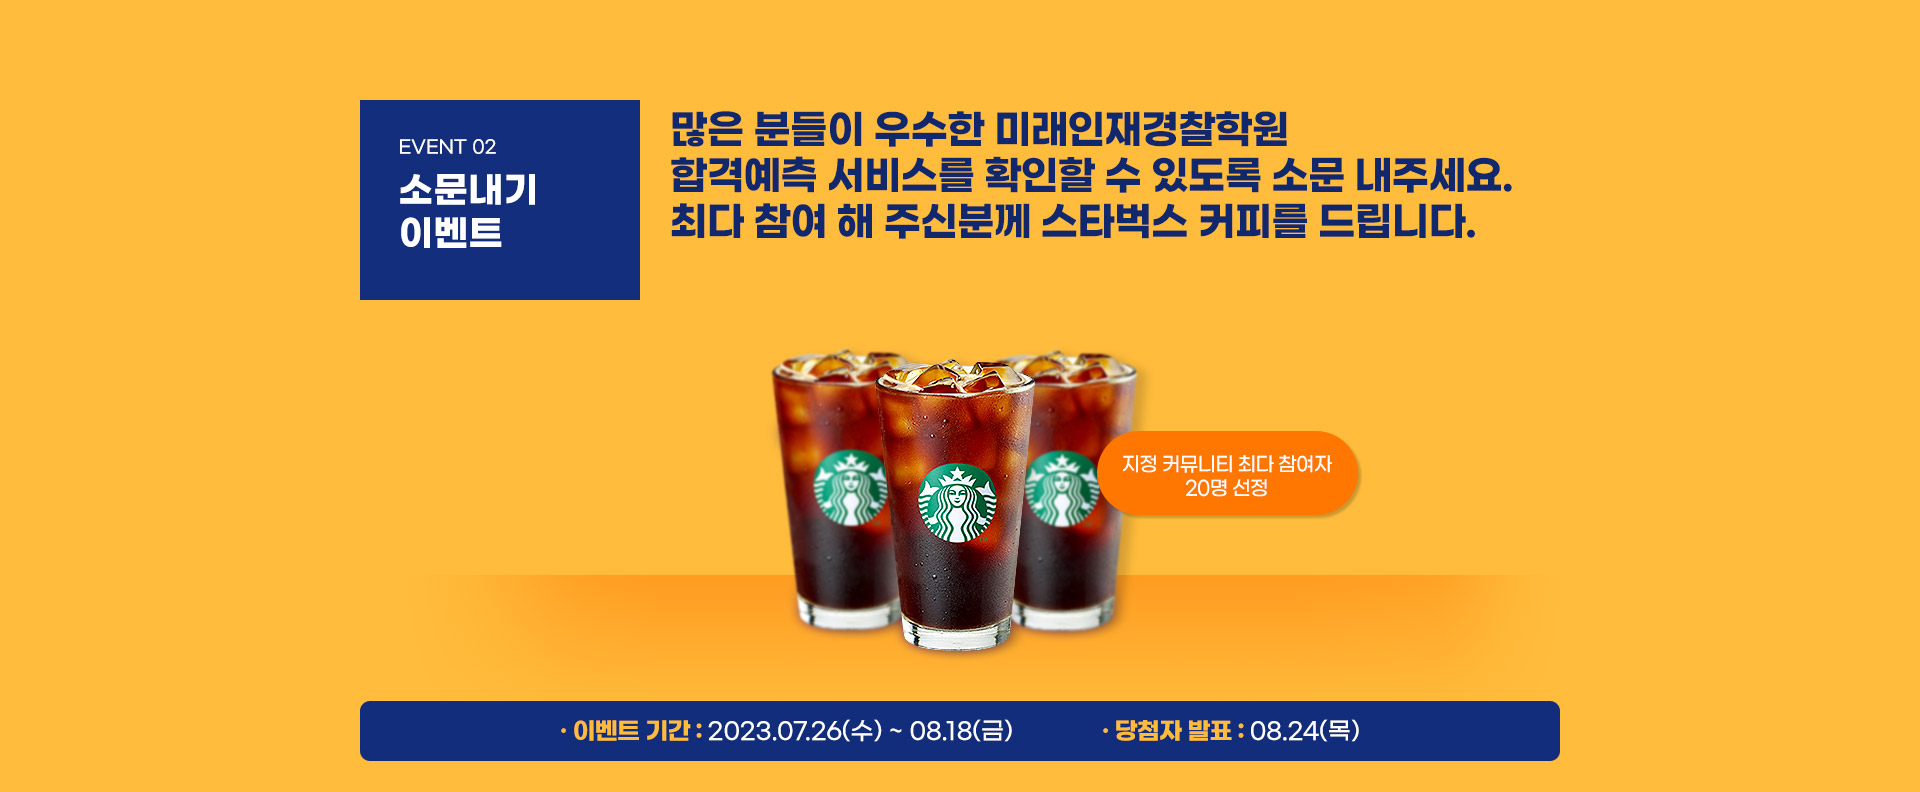 EVENT 02
소문내기
이벤트
많은 분들이 우수한 미래인재경찰학원
합격예측 서비스를 확인할 수 있도록 소문 내주세요.
최다 참여 해 주신분께 스타벅스 커피를 드립니다.
지정 커뮤니티 최다 참여자
20명 선정
· 이벤트 기간 : 2023.07.26(수) ~ 08.18(금)
· 당첨자 발표 : 08.24(목)